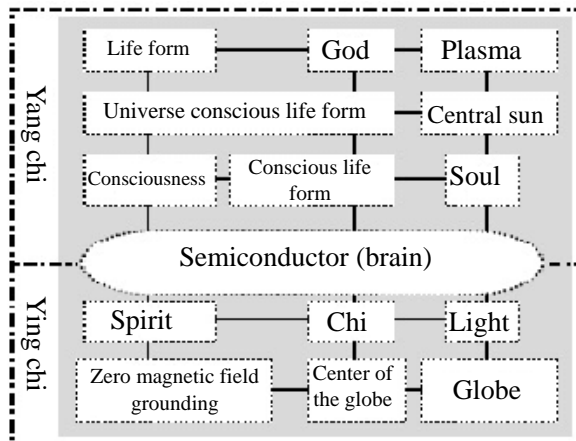 Yang chi
Life form
God
Plasma
Universe conscious life form
Central sun
Consciousness
Conscious life
form
Soul
Semiconductor (brain)
Ying chi
Spirit
Chi
Light
Zero magnetic field
grounding
Center of
the globe
Globe